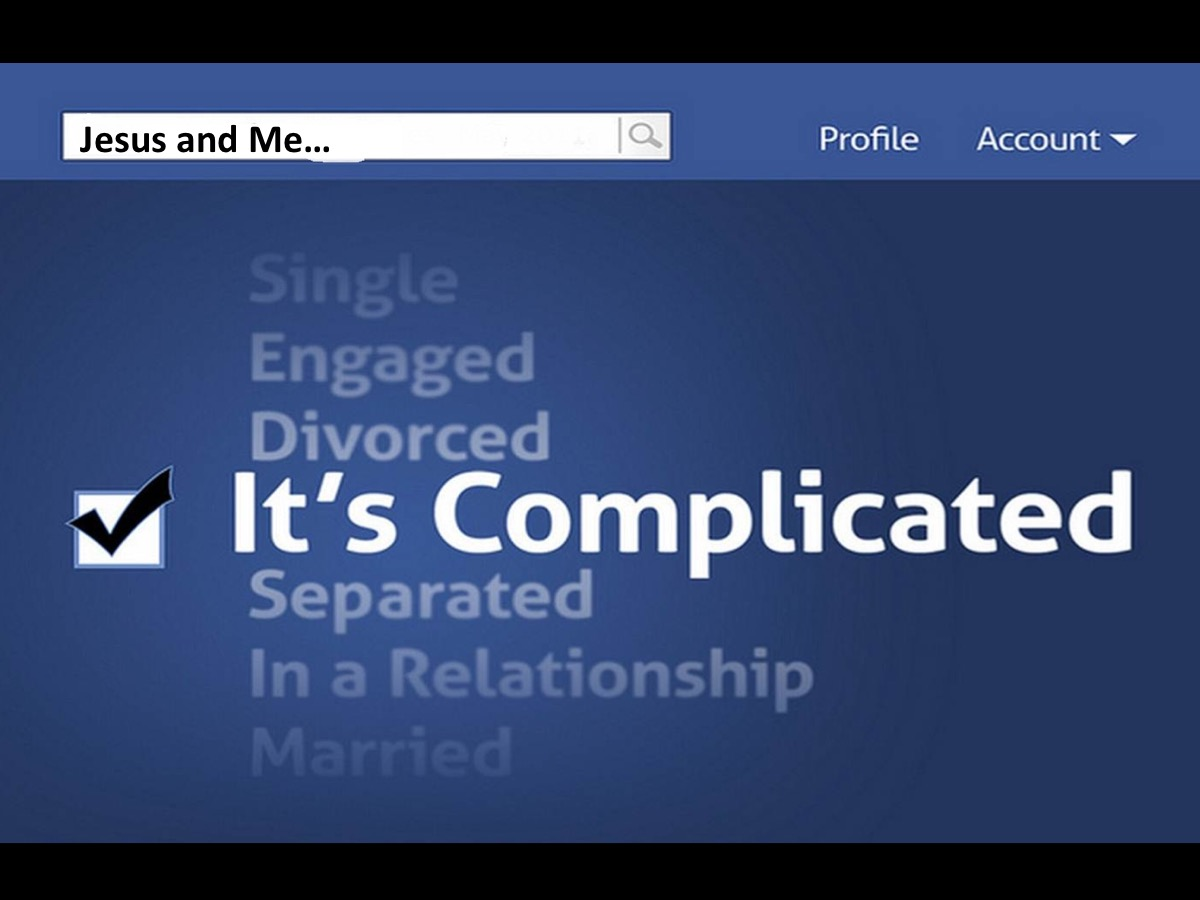 Jesus and Me...
Profile Account
Single
Engaged
Divorced
It's Complicated
Separated
In a Relationship
Married